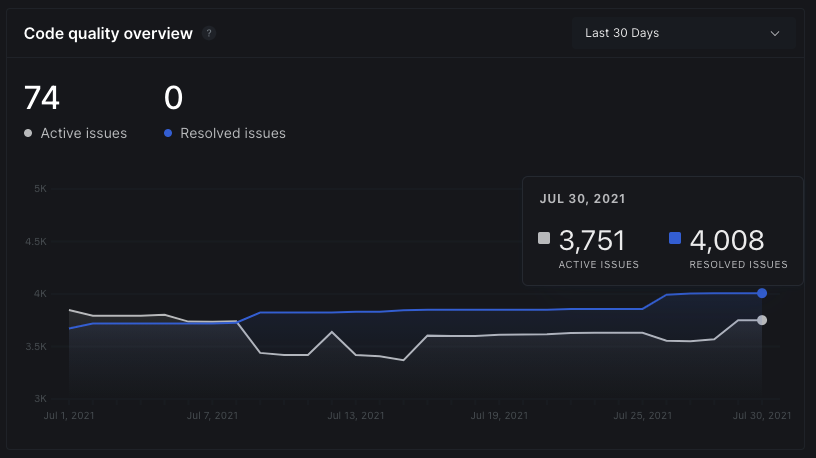 Code quality overview ?
Last 30 Days
74 0
Active issues Resolved issues
JUL 30, 2021
3,751 4,008
ACTIVE ISSUES RESOLVED ISSUES
5K
4.5K
4K
3.5K
3K
Jul 1, 2021 Jul 7, 2021 Jul 13, 2021 Jul 19, 2021 Jul 25, 2021 Jul 30, 2021